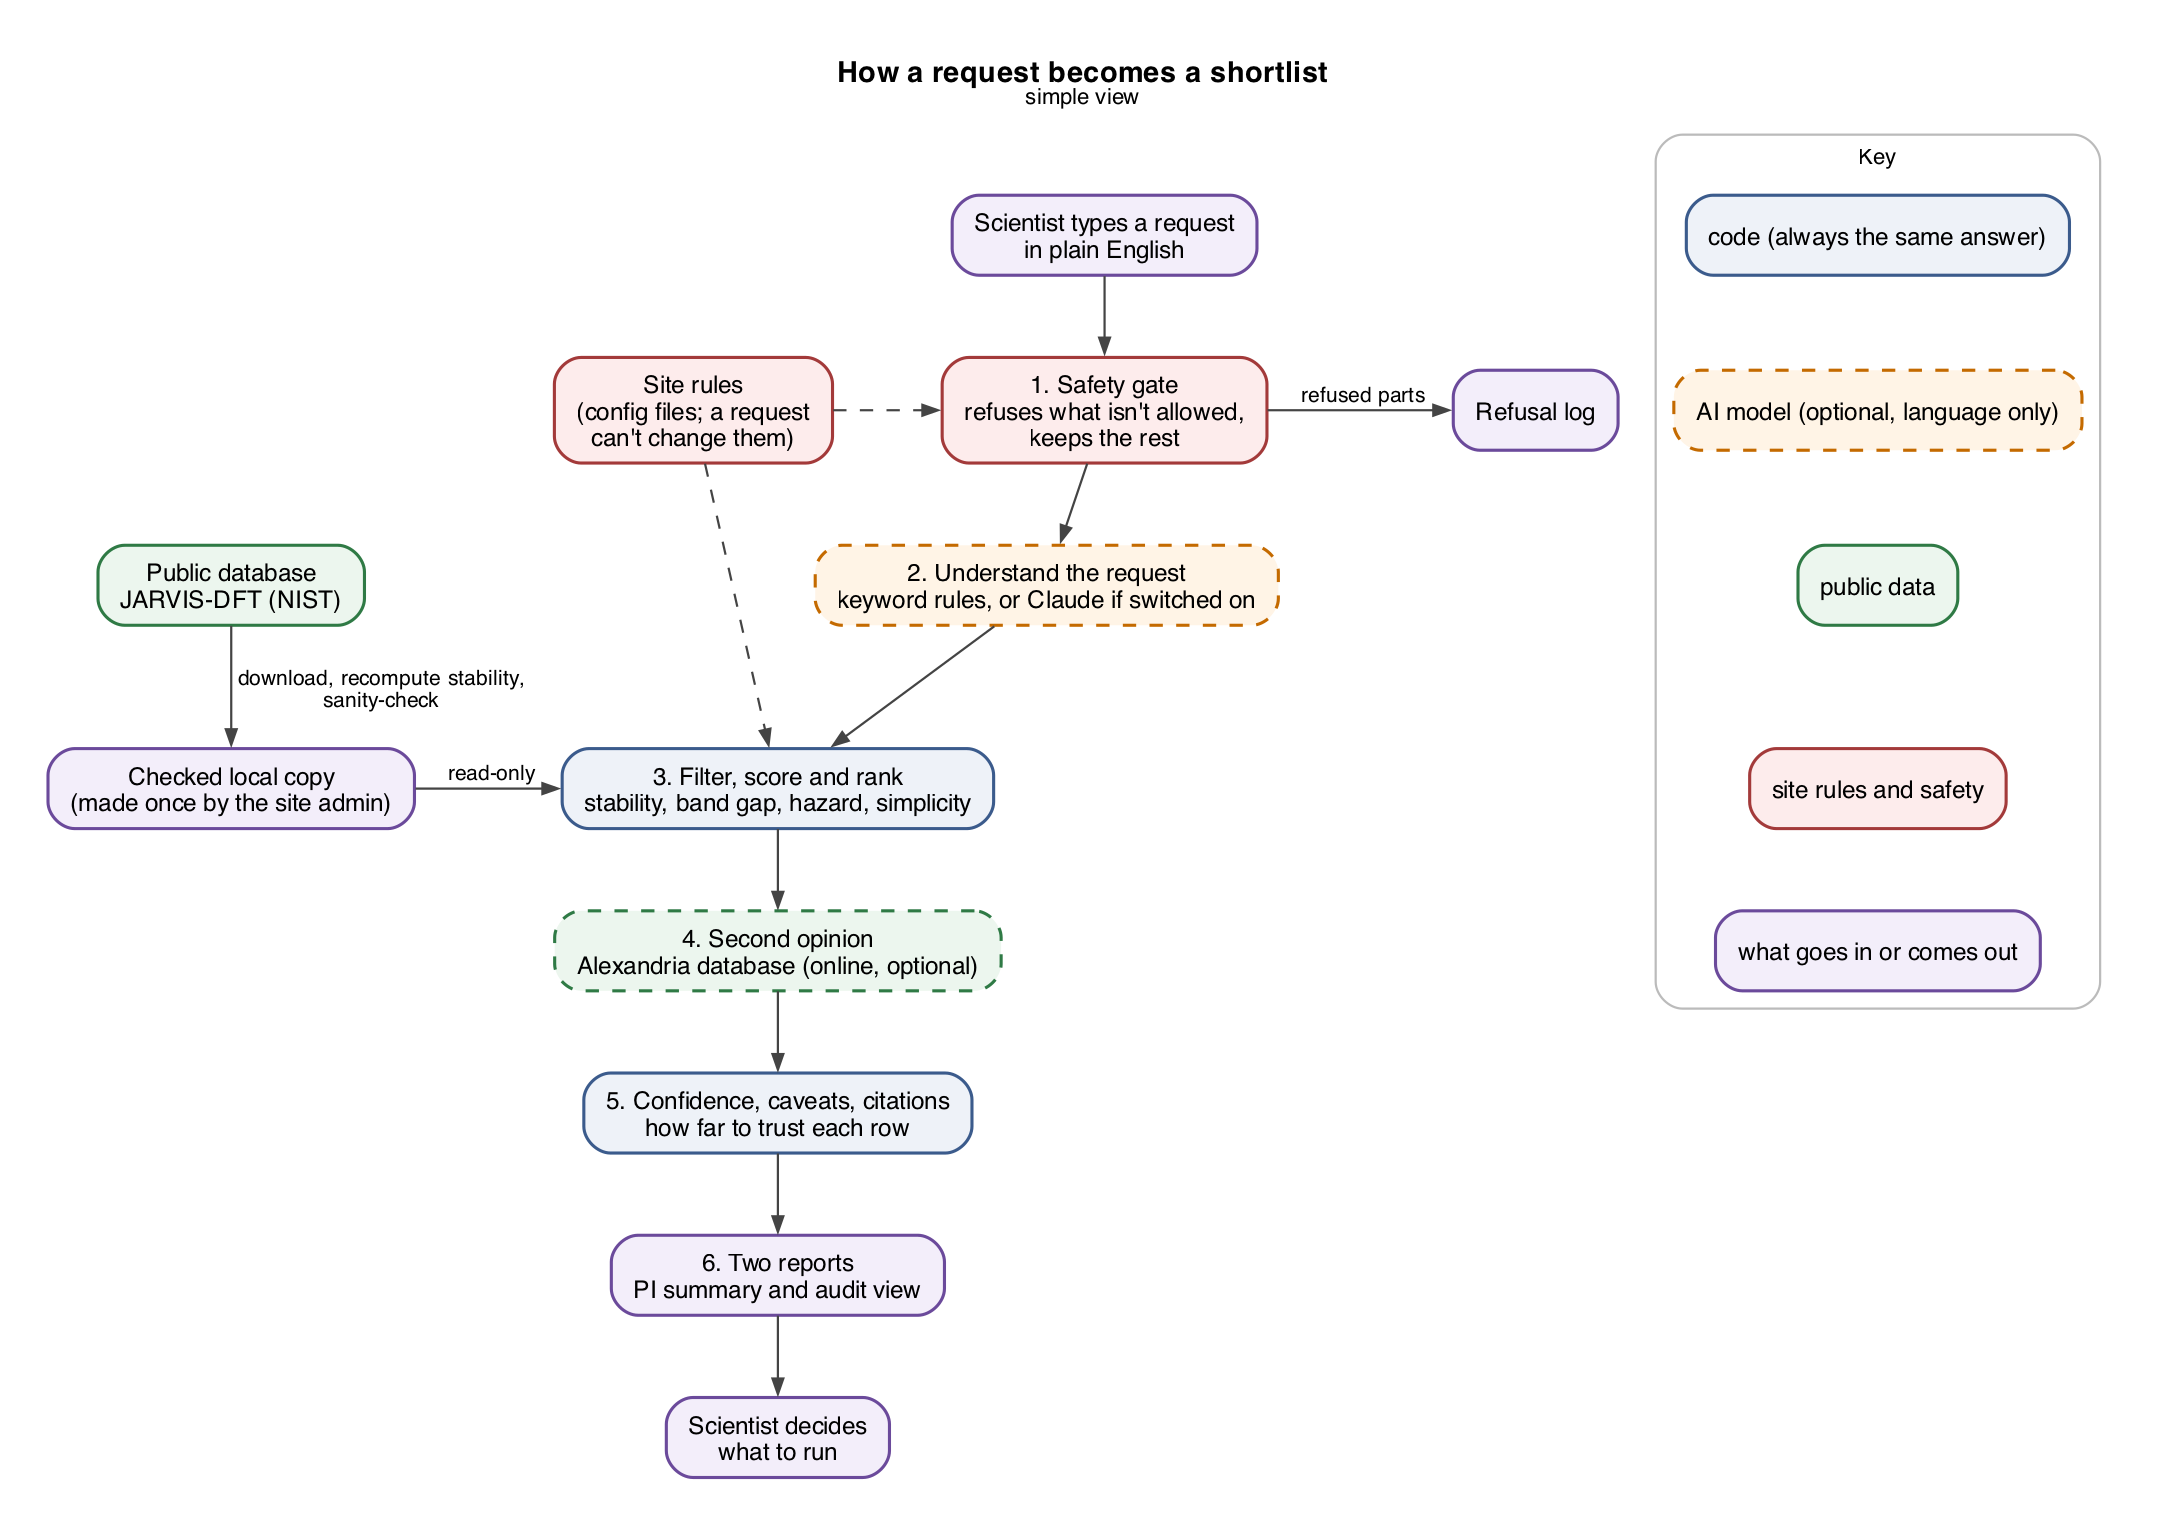 How a request becomes a shortlist
simple view
Key
Scientist types a request
in plain English
code (always the same answer)
Site rules
(config files; a request
can't change them)
1. Safety gate
refuses what isn't allowed,
keeps the rest
refused parts
Refusal log
AI model (optional, language only)
Public database
JARVIS-DFT (NIST)
2. Understand the request
keyword rules, or Claude if switched on
public data
download, recompute stability,
sanity-check
Checked local copy
(made once by the site admin)
read-only
3. Filter, score and rank
stability, band gap, hazard, simplicity
site rules and safety
4. Second opinion
Alexandria database (online, optional)
what goes in or comes out
5. Confidence, caveats, citations
how far to trust each row
6. Two reports
PI summary and audit view
Scientist decides
what to run